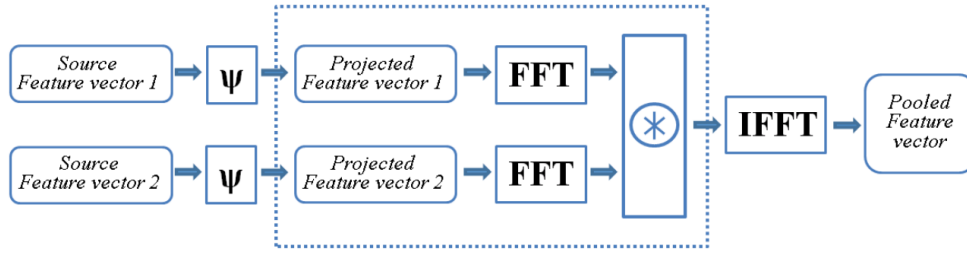 Source
Feature vector 1
Ψ
Projected
Feature vector 1
FFT
Source
Feature vector 2
Ψ
Projected
Feature vector 2
FFT
IFFT
Pooled
Feature
vector